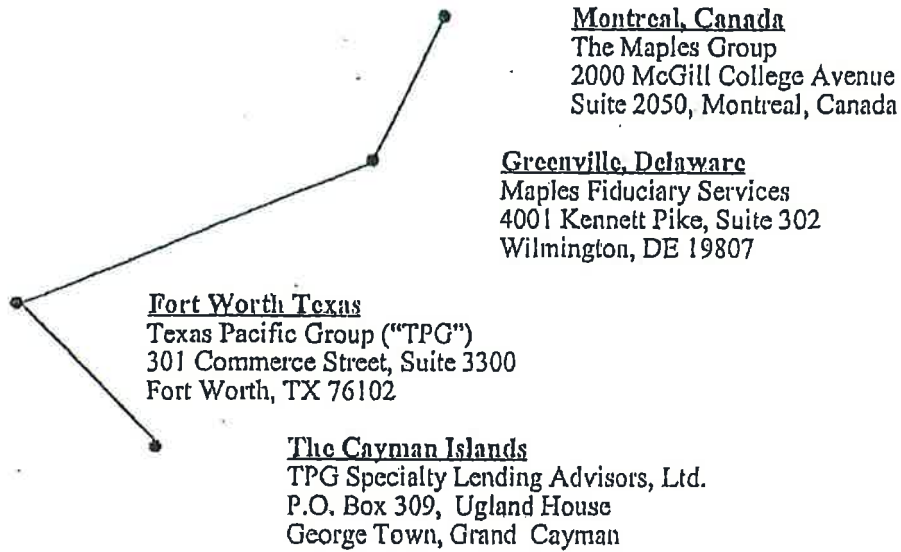 Montreal, Canada
The Maples Group
2000 McGill College Avenue
Suite 2050, Montreal, Canada
Greenville, Delaware
Maples Fiduciary Services
4001 Kennett Pike, Suite 302
Wilmington, DE 19807
Fort Worth Texas
Texas Pacific Group ("TPG")
301 Commerce Street, Suite 3300
Fort Worth, TX 76102
The Cayman Islands
TPG Specialty Lending Advisors, Ltd.
P.O. Box 309, Ugland House
George Town, Grand Cayman